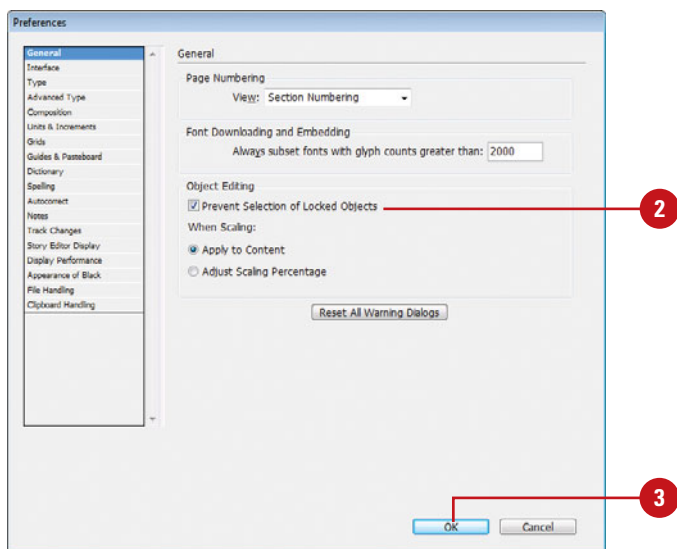 Preferences
General
Interface
Type
Advanced Type
Composition
Units & Increments
Grids
Guides & Pasteboard
Dictionary
Spelling
Autocorrect
Notes
Track Changes
Story Editor Display
Display Performance
Appearance of Black
File Handling
Clipboard Handling
General
Page Numbering
View: Section Numbering
Font Downloading and Embedding
Always subset fonts with glyph counts greater than: 2000
Object Editing
Prevent Selection of Locked Objects
2
When Scaling:
Apply to Content
Adjust Scaling Percentage
Reset All Warning Dialogs
3
OK Cancel